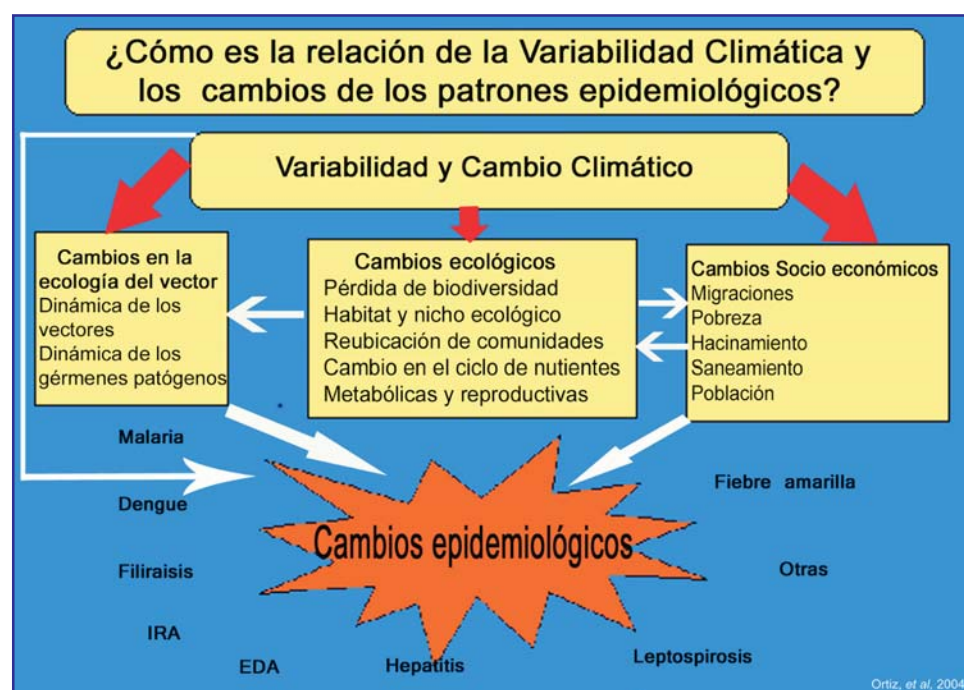 ¿Cómo es la relación de la Variabilidad Climática y
los cambios de los patrones epidemiológicos?
Variabilidad y Cambio Climático
Cambios en la
ecología del vector
Dinámica de los
vectores
Dinámica de los
gérmenes patógenos
Cambios ecológicos
Pérdida de biodiversidad
Habitat y nicho ecológico
Reubicación de comunidades
Cambio en el ciclo de nutientes
Metabólicas y reproductivas
Cambios Socio económicos
Migraciones
Pobreza
Hacinamiento
Saneamiento
Población
Malaria
Dengue
Filiraisis
IRA
EDA
Hepatitis
Leptospirosis
Otras
Fiebre amarilla
Cambios epidemiológicos
Ortiz, et al, 2004